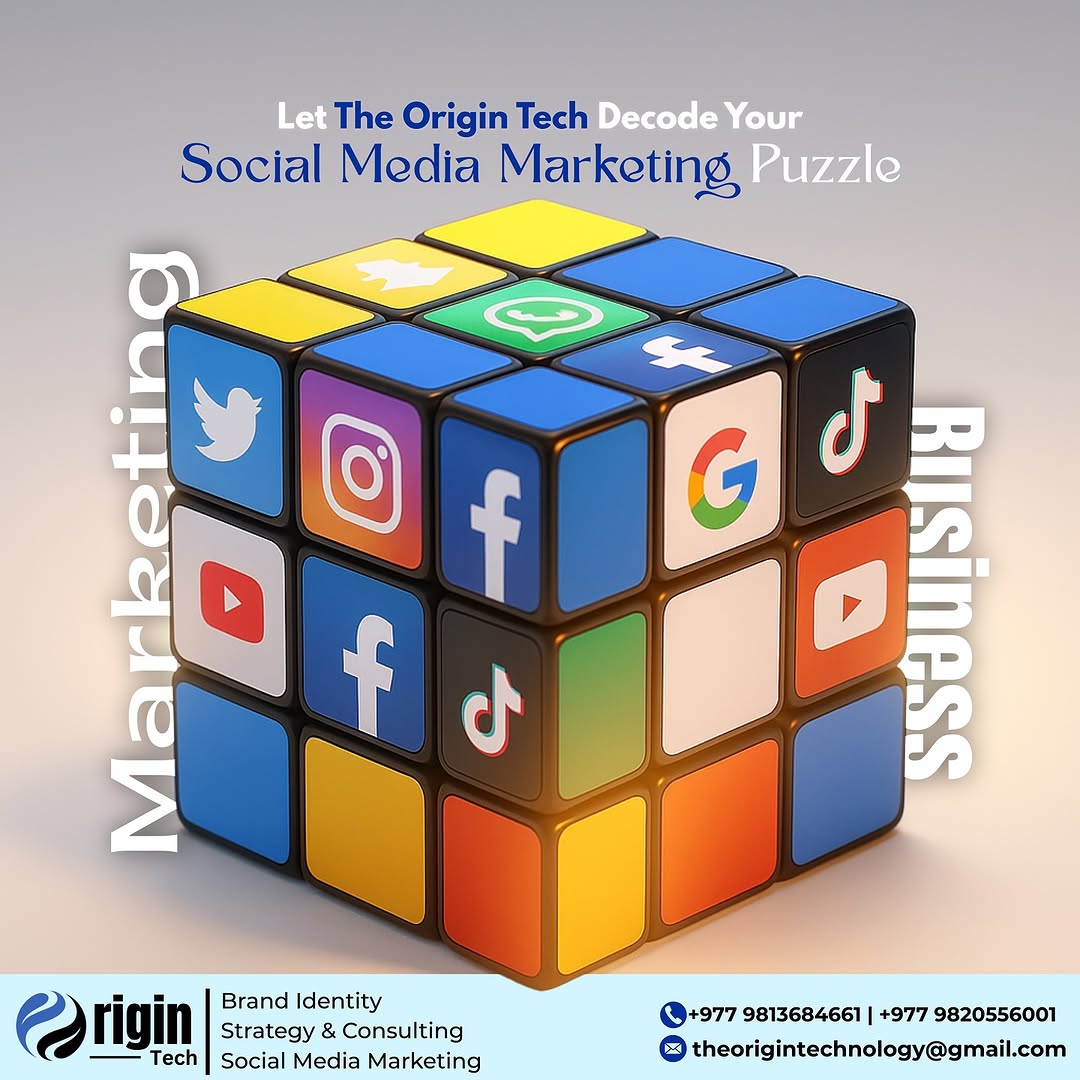 Let The Origin Tech Decode Your
Social Media Marketing Puzzle
Marketing
Business
Origin
Tech
Brand Identity
Strategy & Consulting
Social Media Marketing
+977 9813684661 | +977 9820556001
theorigintechnology@gmail.com